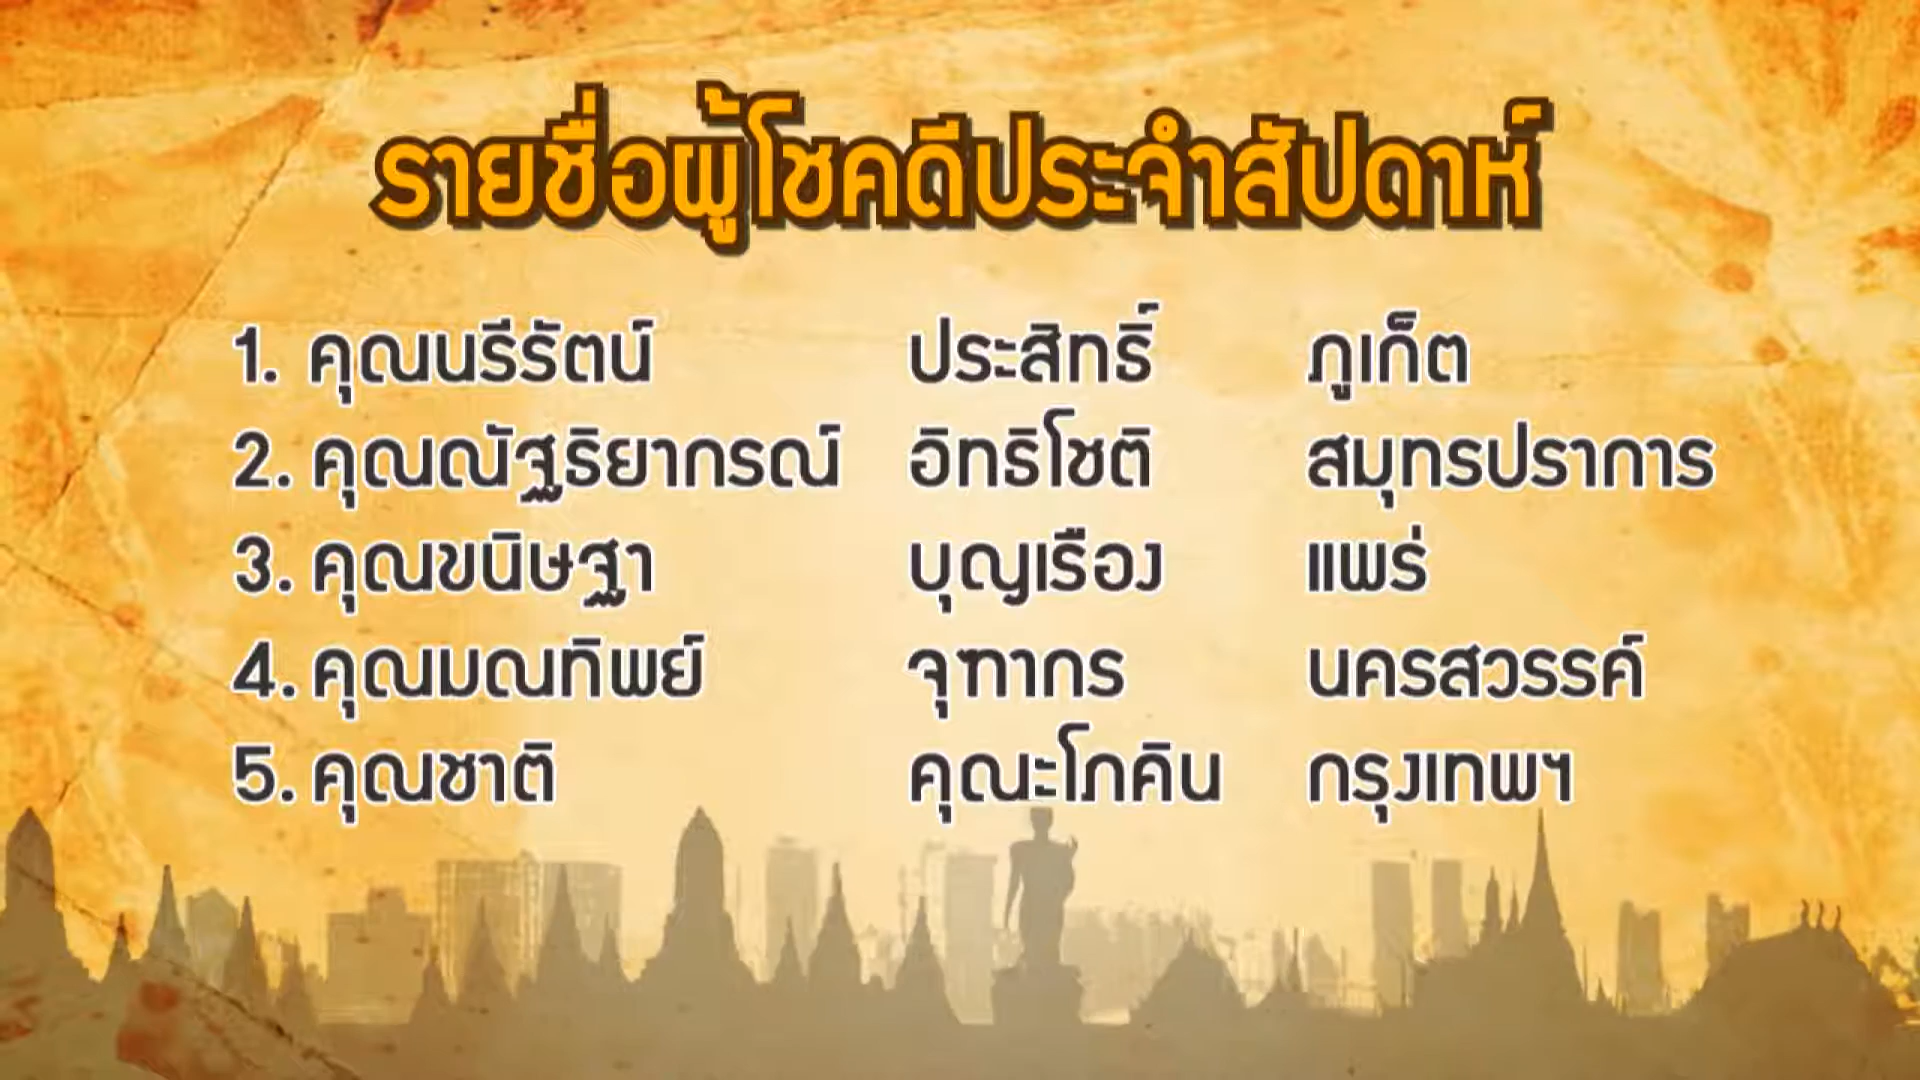 รายชื่อผู้โชคดีประจำสัปดาห์
1. คุณนรีรัตน์ ประสิทธิ์ ภูเก็ต
2. คุณณัฐธิยากรณ์ อิทธิโชติ สมุทรปราการ
3. คุณขนิษฐา บุญเรือง แพร่
4. คุณมณทิพย์ จุฑากร นครสวรรค์
5. คุณชาติ คุณะโภคิน กรุงเทพฯ